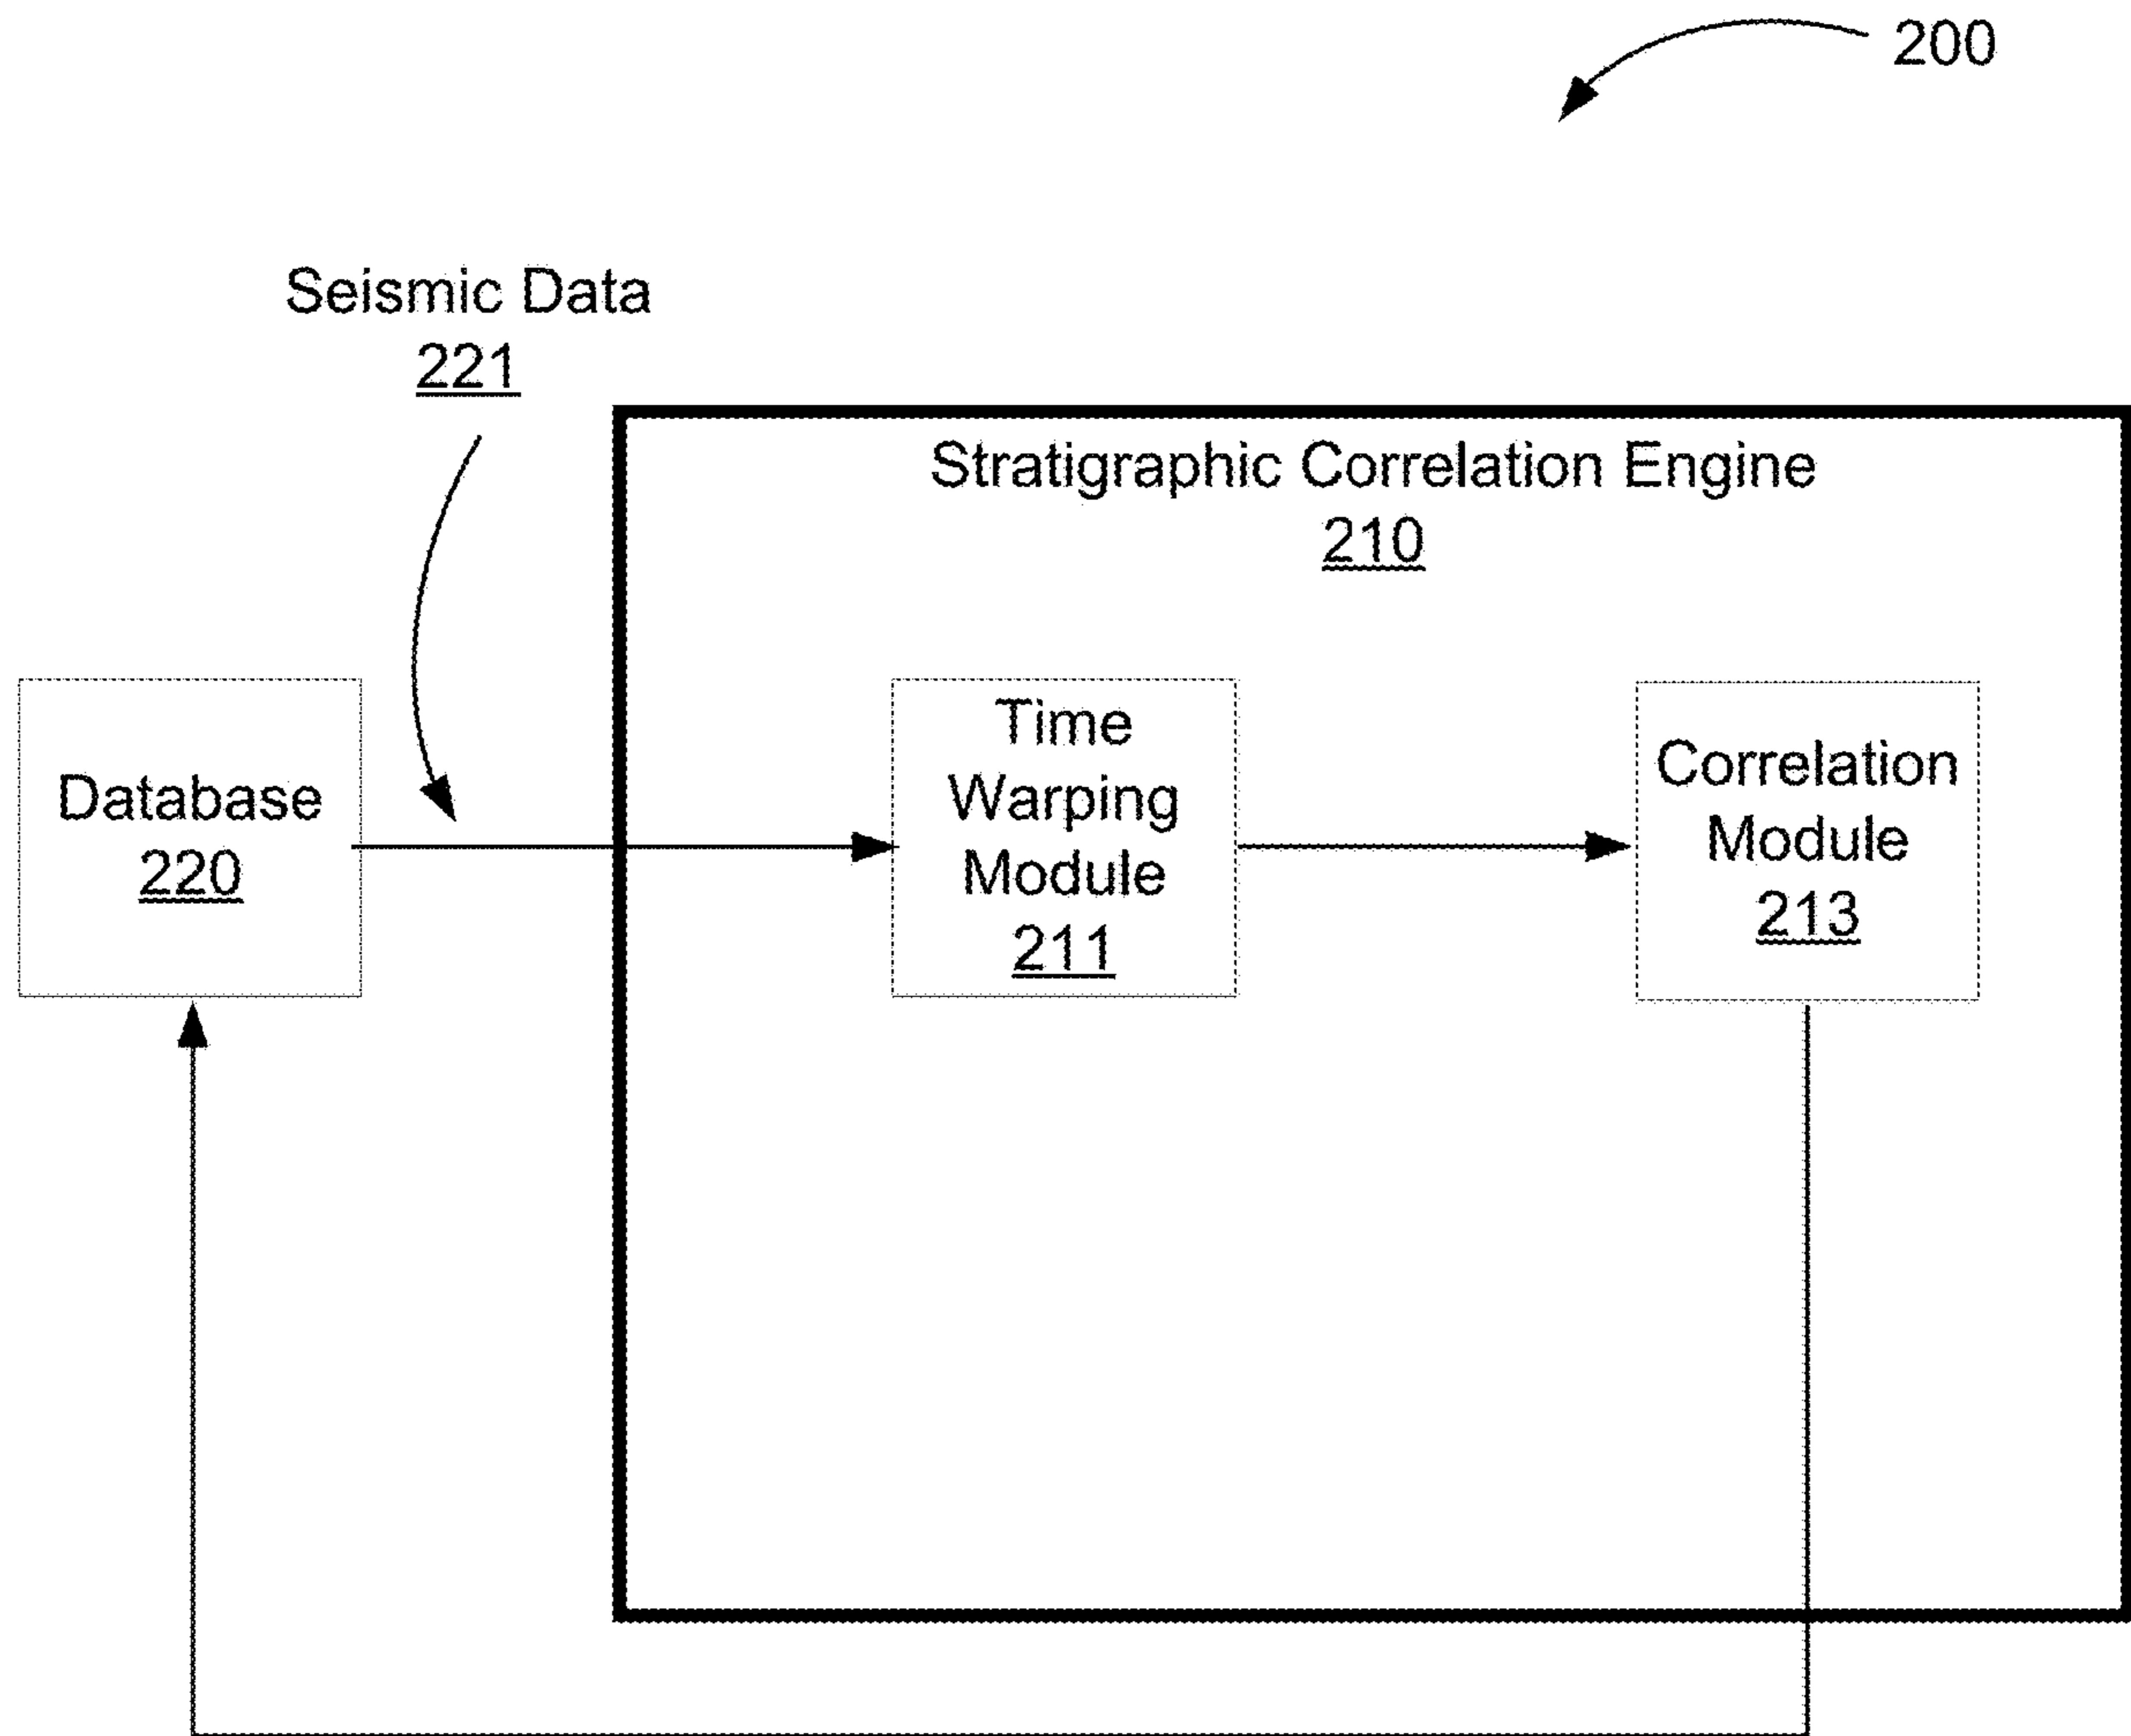 200
Seismic Data
221
Stratigraphic Correlation Engine
210
Database
220
Time
Warping
Module
211
Correlation
Module
213